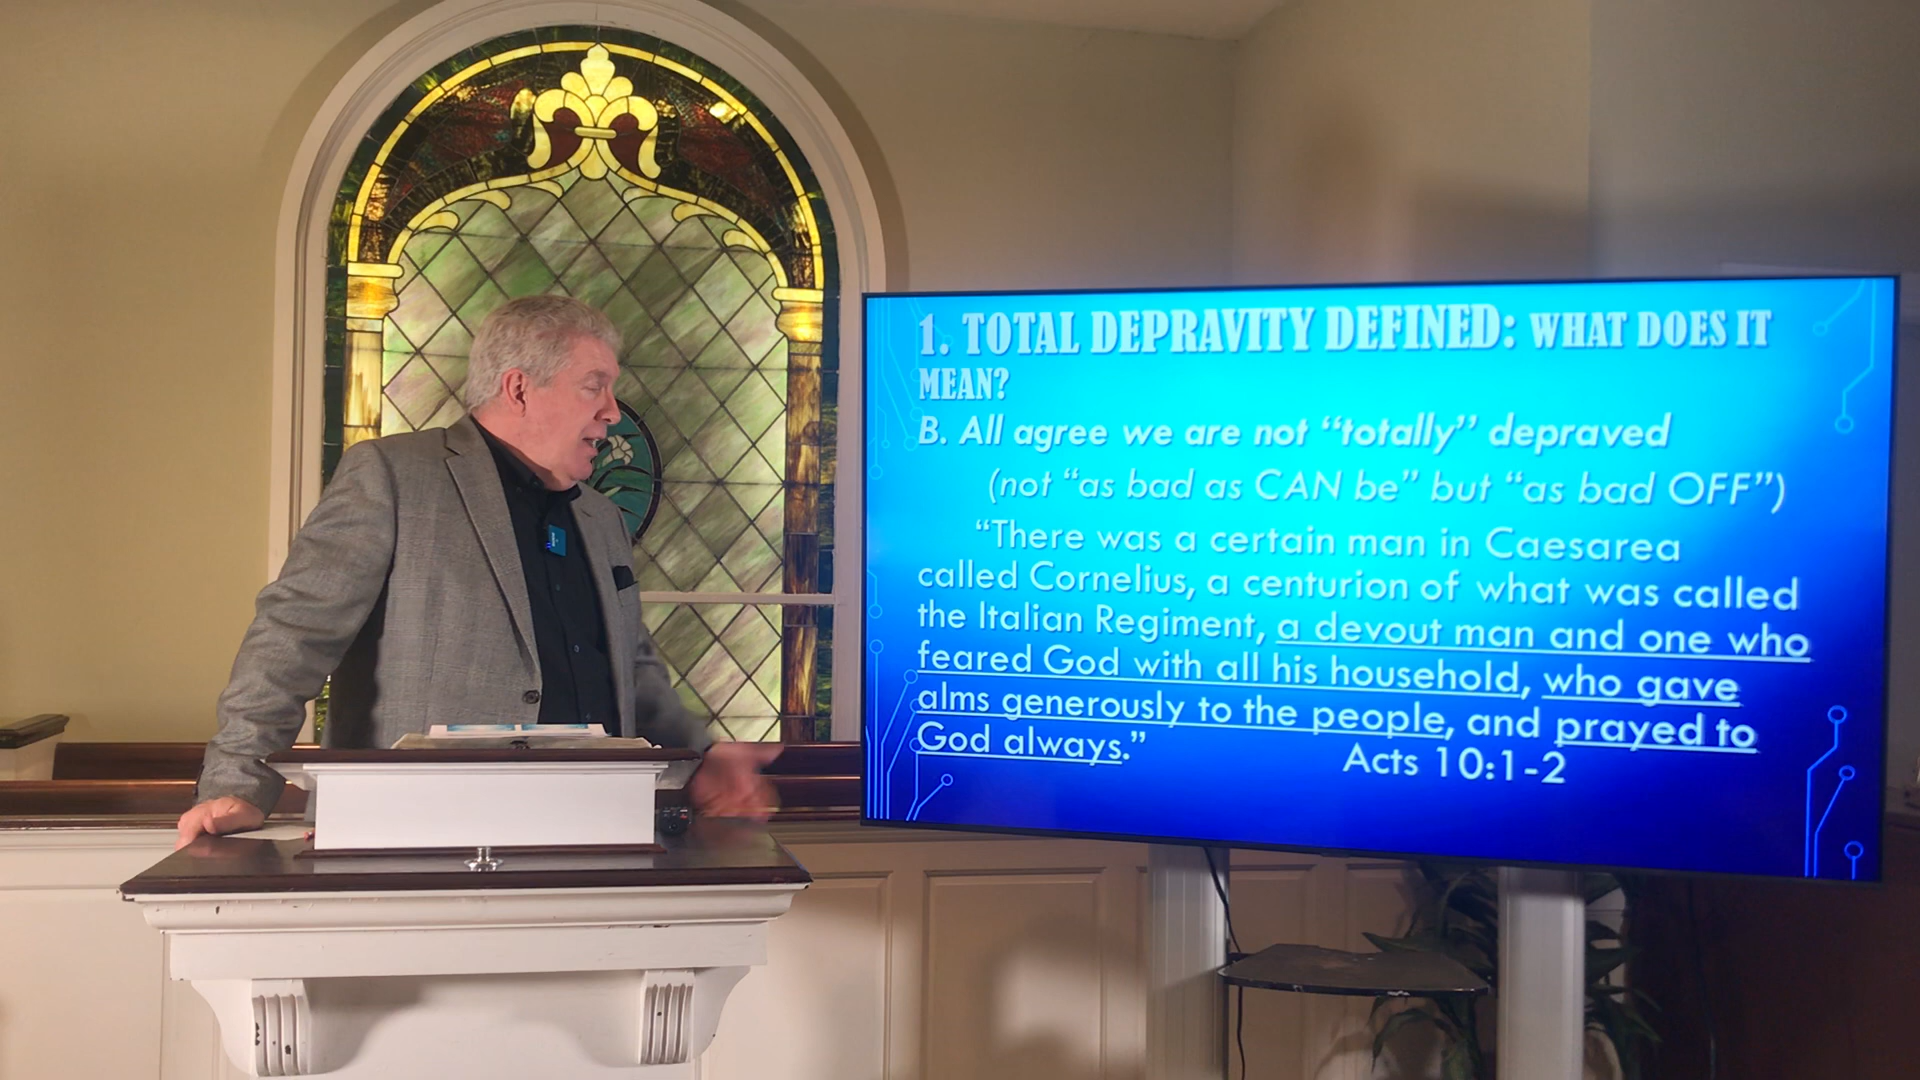 1. TOTAL DEPRAVITY DEFINED: WHAT DOES IT
MEAN?
B. All agree we are not “totally” depraved
(not “as bad as CAN be” but “as bad OFF”)
“There was a certain man in Caesarea
called Cornelius, a centurion of what was called
the Italian Regiment, a devout man and one who
feared God with all his household, who gave
alms generously to the people, and prayed to
God always.”
Acts 10:1-2